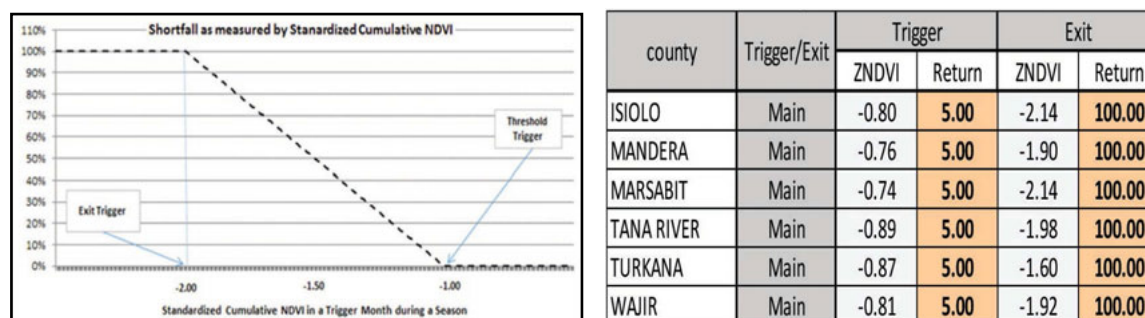 Shortfall as measured by Stanardized Cumulative NDVI
110%
100%
90%
80%
70%
60%
50%
40%
30%
20%
10%
0%
Threshold
Trigger
Exit Trigger
-2.00 -1.50 -1.00
Standardized Cumulative NDVI in a Trigger Month during a Season
county Trigger/Exit Trigger Exit
ZNDVI Return ZNDVI Return
ISIOLO Main -0.80 5.00 -2.14 100.00
MANDERA Main -0.76 5.00 -1.90 100.00
MARSABIT Main -0.74 5.00 -2.14 100.00
TANA RIVER Main -0.89 5.00 -1.98 100.00
TURKANA Main -0.87 5.00 -1.60 100.00
WAJIR Main -0.81 5.00 -1.92 100.00